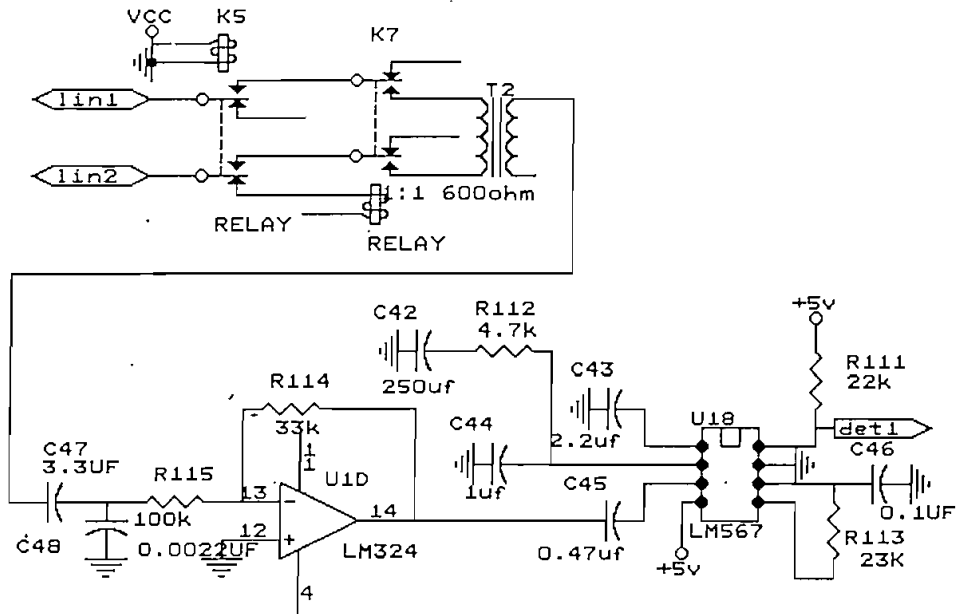 VCC K5
K7
lin1
T2
lin2
1:1 600ohm
RELAY
RELAY
+5v
C42
R112
4.7k
250uf
C43
R111
22k
R114
33k
C44
2.2uf
U18
det1
C47
3.3UF
R115
1
1
U1D
1uf
C45
C46
100k
13
14
0.1UF
C48
0.0022UF
12
LM324
0.47uf
LM567
R113
23K
+5v
4